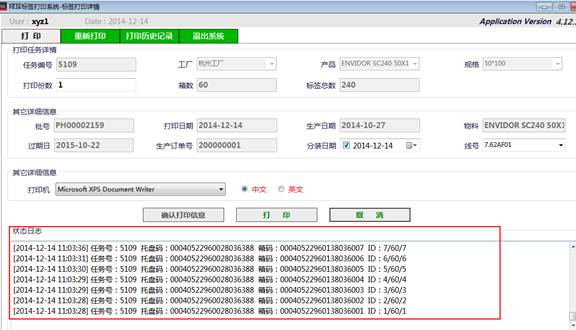 拜耳标签打印系统-标签打印详情
User : xyz1 Date : 2014-12-14 Application Version 4.12.
打 印 重新打印 打印历史记录 退出系统
打印任务详情
任务编号 5109 工厂 杭州工厂 产品 ENVIDOR SC240 50X1 规格 50*100
打印份数 1 箱数 60 标签总数 240
其它详细信息
批号 PH00002159 打印日期 2014-12-14 生产日期 2014-10-27 物料 ENVIDOR SC240 50X1
过期日 2015-10-22 生产订单号 200000001 分装日期 2014-12-14 线号 7.62AF01
其它详细信息
打印机 Microsoft XPS Document Writer 中文 英文
确认打印信息 打 印 取 消
状态日志
[2014-12-14 11:03:36] 任务号：5109 托盘码：00040522960028036388 箱码：00040522960138036007 ID：7/60/7
[2014-12-14 11:03:31] 任务号：5109 托盘码：00040522960028036388 箱码：00040522960138036006 ID：6/60/6
[2014-12-14 11:03:30] 任务号：5109 托盘码：00040522960028036388 箱码：00040522960138036005 ID：5/60/5
[2014-12-14 11:03:29] 任务号：5109 托盘码：00040522960028036388 箱码：00040522960138036004 ID：4/60/4
[2014-12-14 11:03:29] 任务号：5109 托盘码：00040522960028036388 箱码：00040522960138036003 ID：3/60/3
[2014-12-14 11:03:28] 任务号：5109 托盘码：00040522960028036388 箱码：00040522960138036002 ID：2/60/2
[2014-12-14 11:03:28] 任务号：5109 托盘码：00040522960028036388 箱码：00040522960138036001 ID：1/60/1